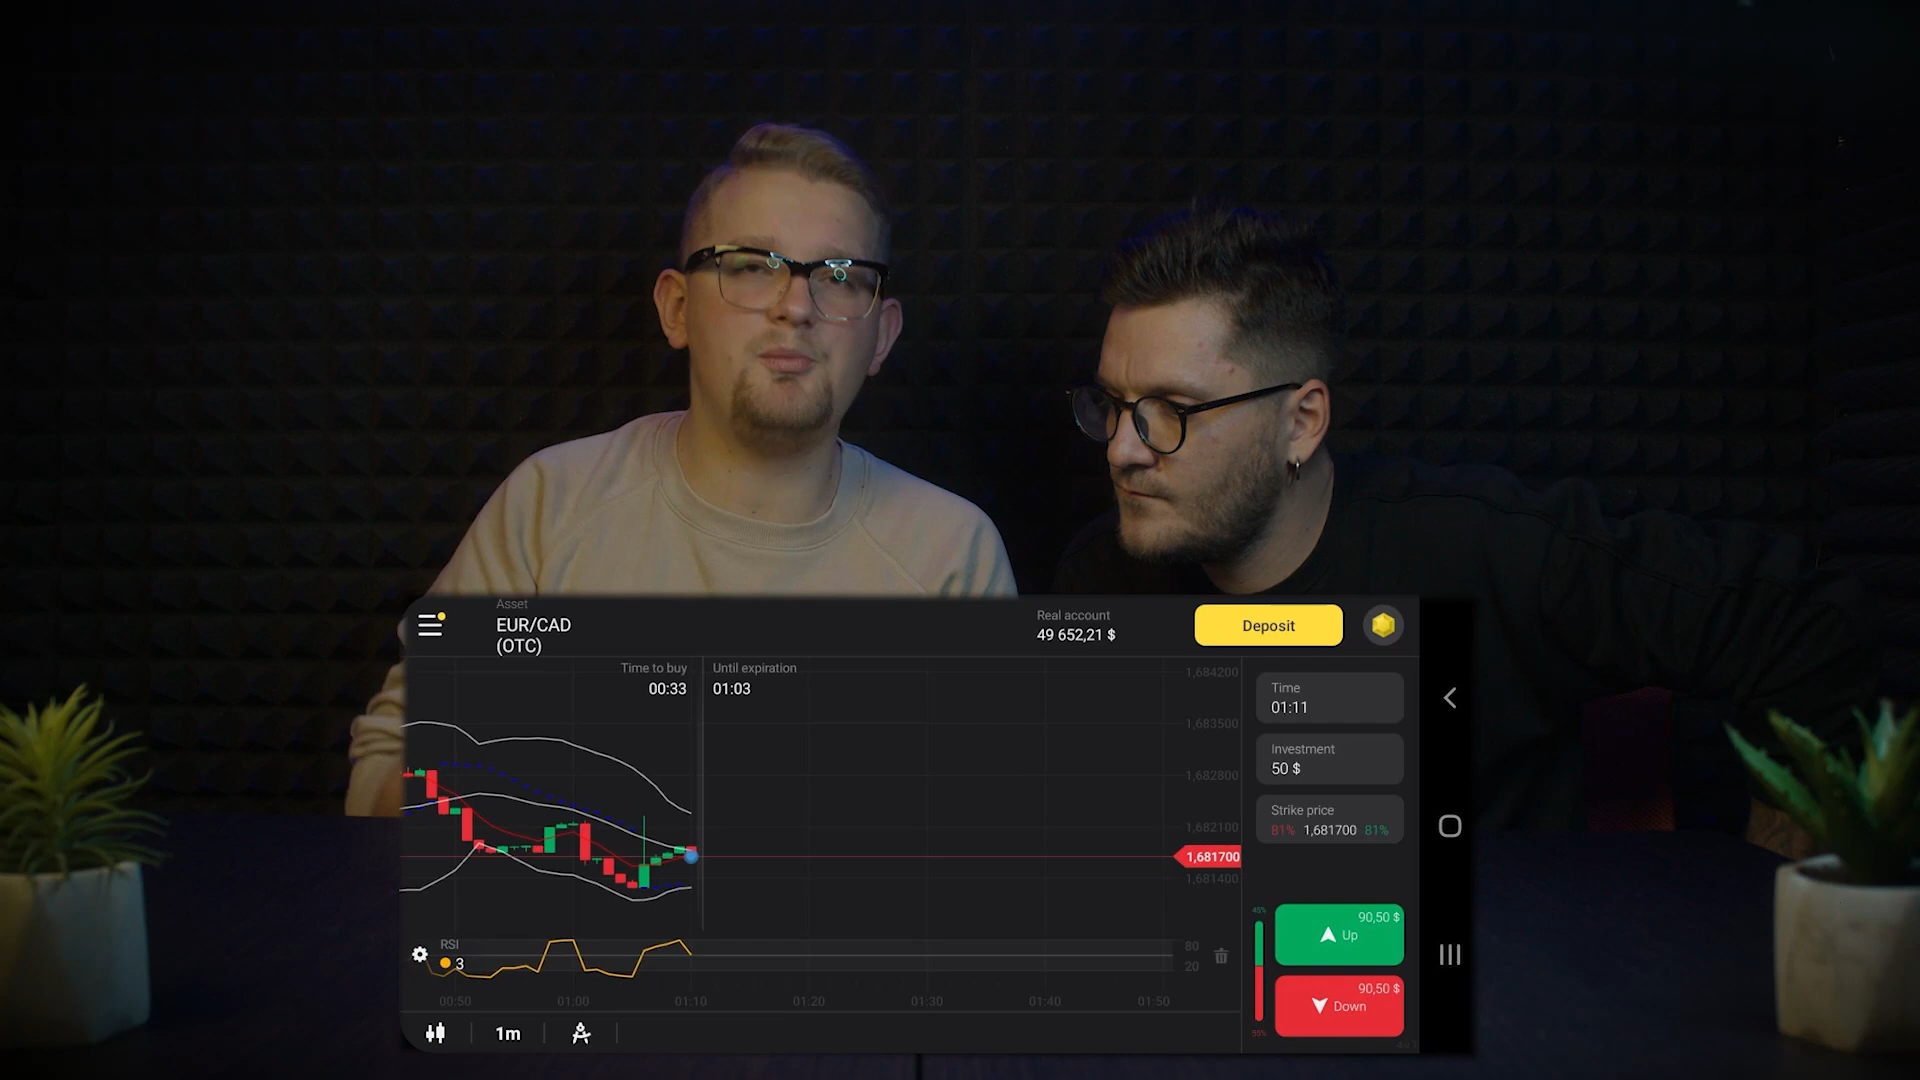 Asset
EUR/CAD
(OTC)
Real account
49 652,21 $
Deposit
Time to buy
00:33
Until expiration
01:03
1,684200
1,683500
1,682800
1,682100
1,681700
1,681400
Time
01:11
Investment
50 $
Strike price
81% 1,681700 81%
45%
90,50 $
Up
90,50 $
Down
55%
RSI
3
80
20
00:50 01:00 01:10 01:20 01:30 01:40 01:50
1m